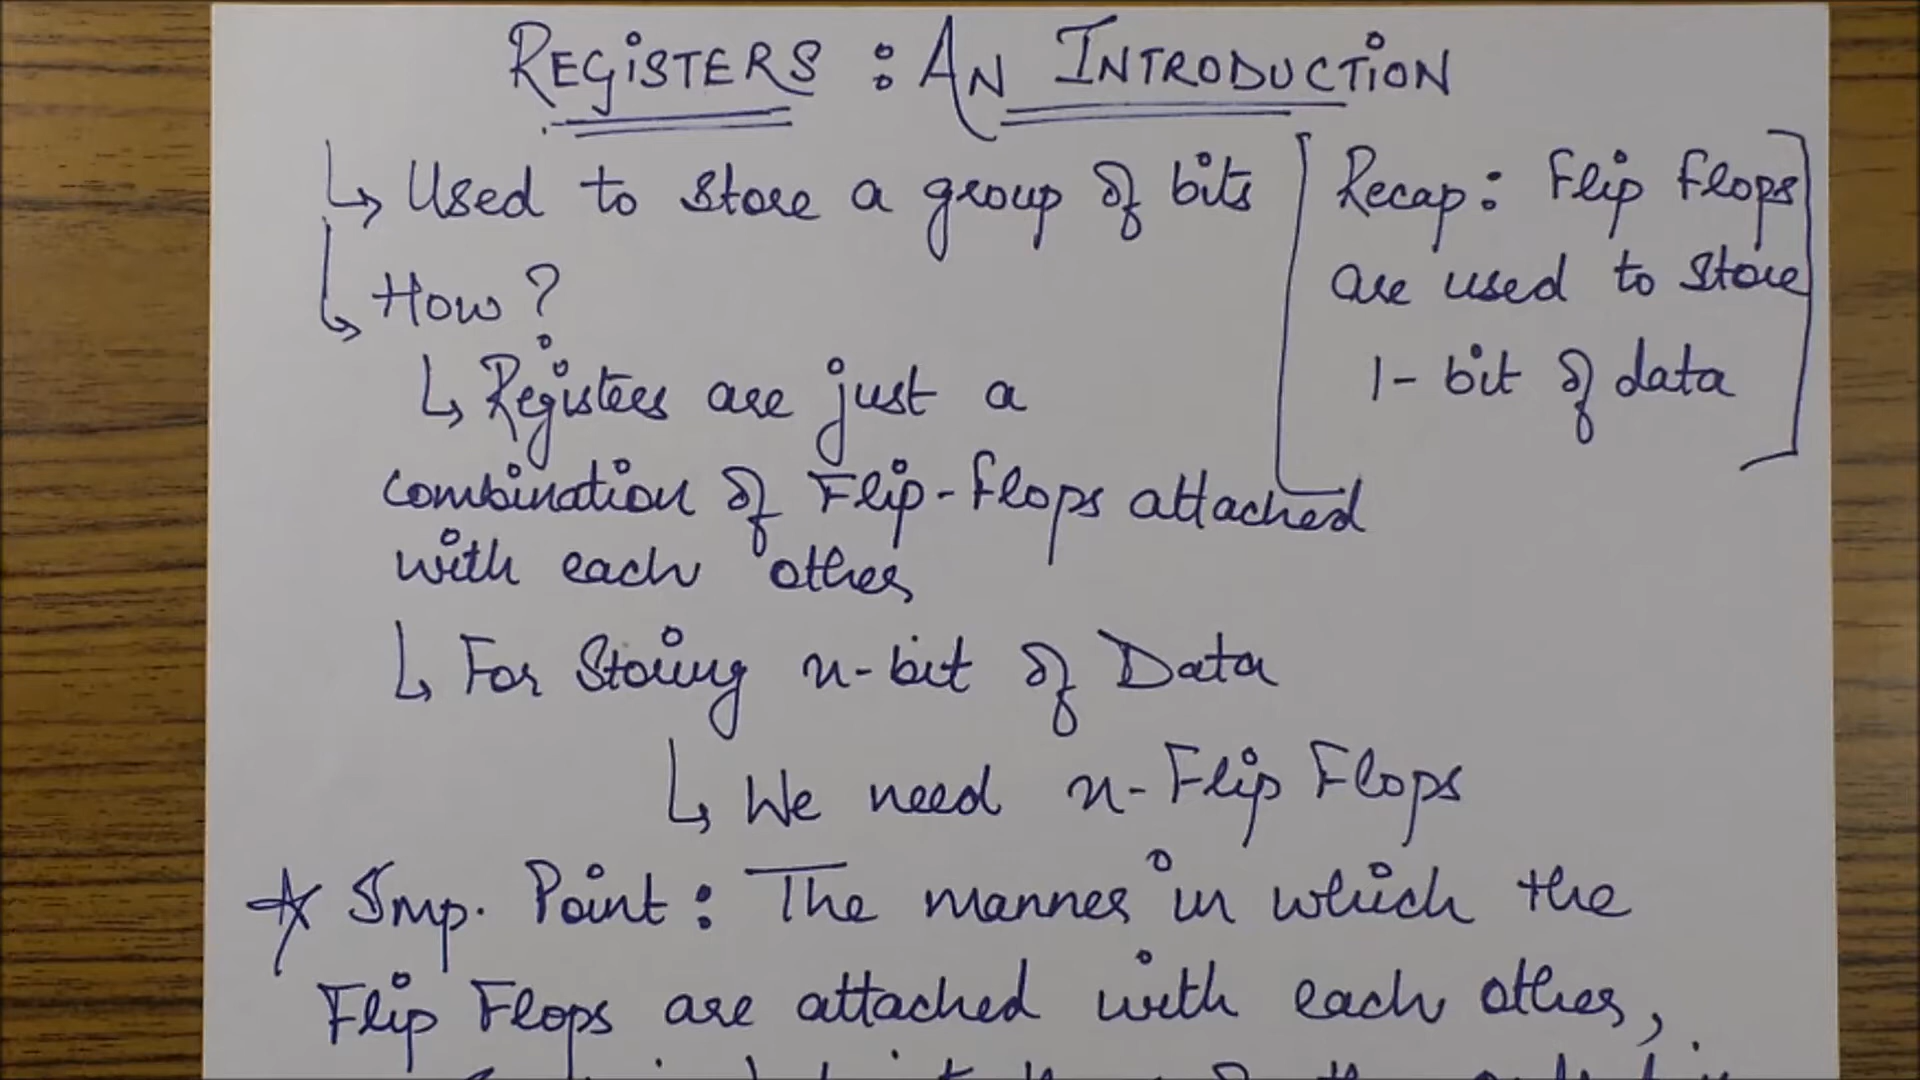 REGISTERS : AN INTRODUCTION
↳ Used to store a group of bits
↳ How ?
↳ Registers are just a
combination of Flip-flops attached
with each other
↳ For Storing n-bit of Data
↳ We need n-Flip Flops
[Recap: Flip flops
are used to store
1-bit of data]
☆ Imp. Point : The manner in which the
Flip Flops are attached with each other,